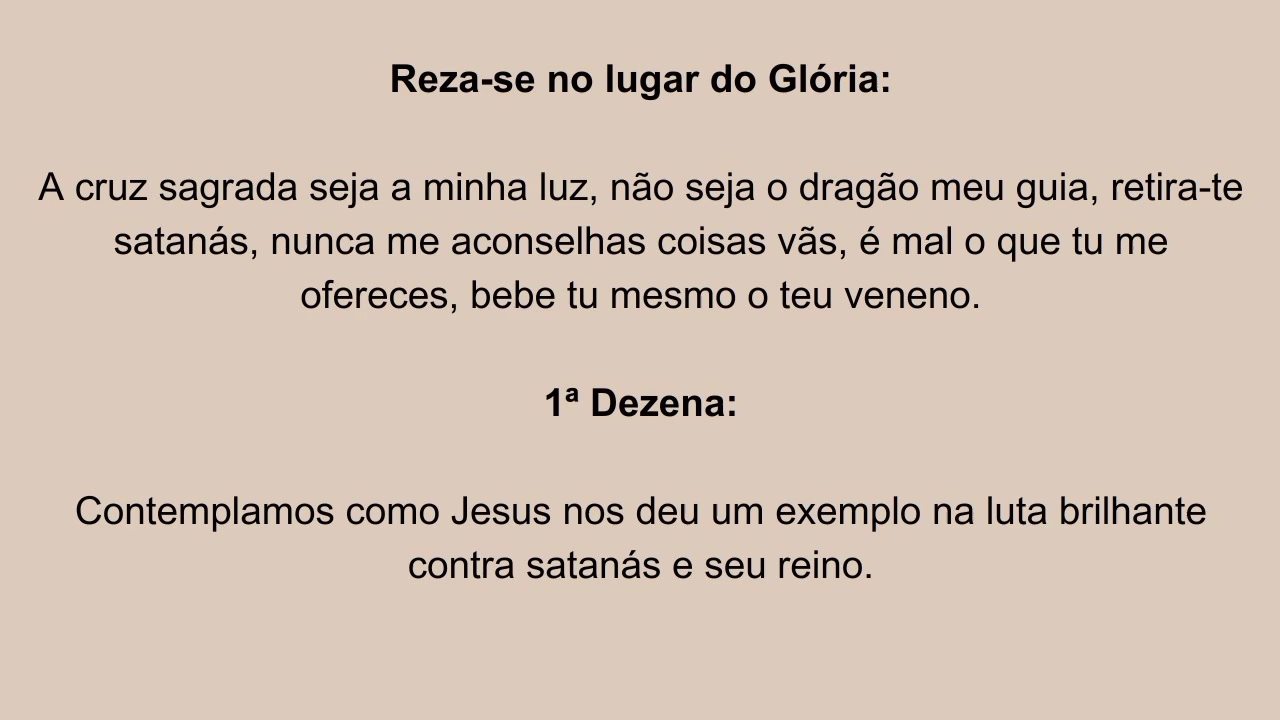 Reza-se no lugar do Glória:
A cruz sagrada seja a minha luz, não seja o dragão meu guia, retira-te
satanás, nunca me aconselhas coisas vãs, é mal o que tu me
ofereces, bebe tu mesmo o teu veneno.
1ª Dezena:
Contemplamos como Jesus nos deu um exemplo na luta brilhante
contra satanás e seu reino.